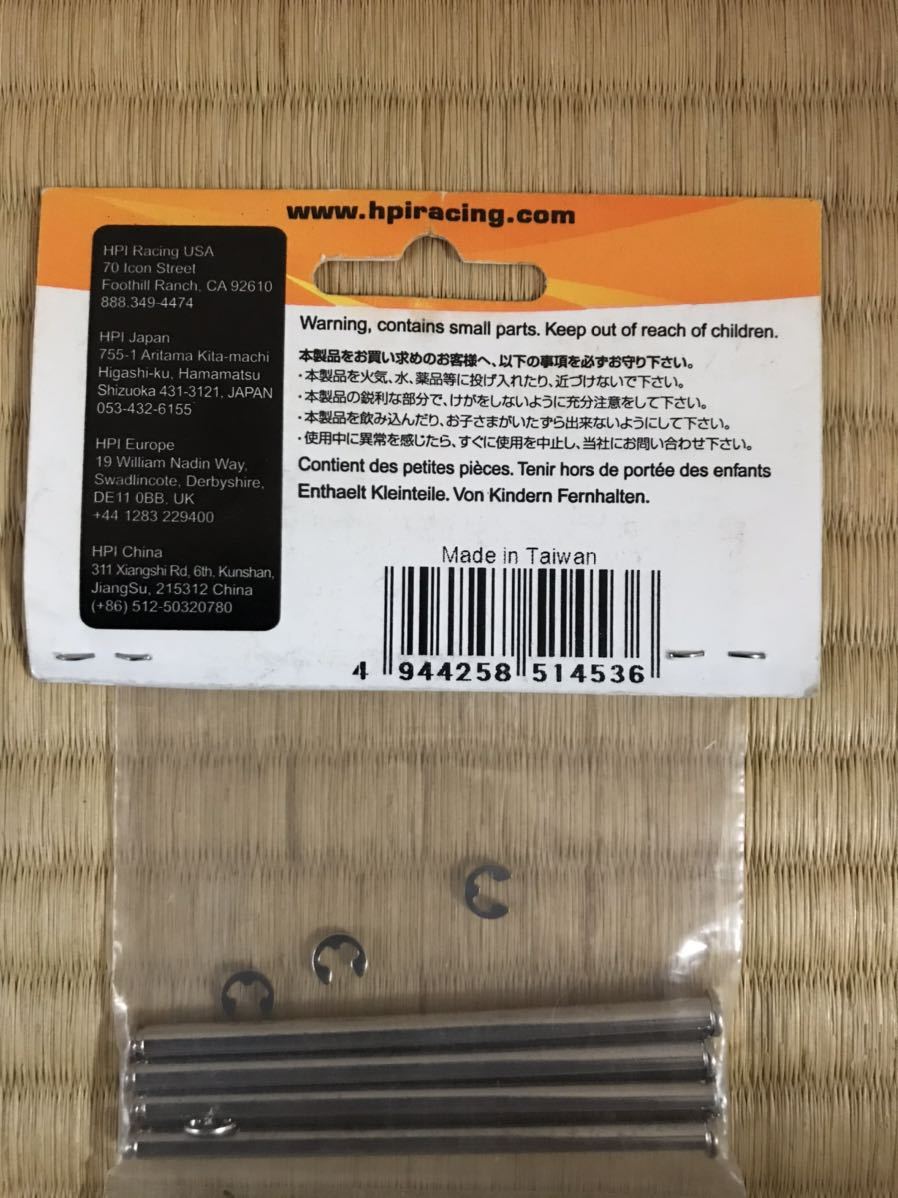 www.hpiracing.com
HPI Racing USA
70 Icon Street
Foothill Ranch, CA 92610
888.349-4474
HPI Japan
755-1 Aritama Kita-machi
Higashi-ku, Hamamatsu
Shizuoka 431-3121, JAPAN
053-432-6155
HPI Europe
19 William Nadin Way,
Swadlincote, Derbyshire,
DE11 0BB, UK
+44 1283 229400
HPI China
311 Xiangshi Rd, 6th, Kunshan,
JiangSu, 215312 China
(+86) 512-50320780
Warning, contains small parts. Keep out of reach of children.
本製品をお買い求めのお客様へ、以下の事項を必ずお守り下さい。
・本製品を火気、水、薬品等に投げ入れたり、近づけないで下さい。
・本製品の鋭利な部分で、けがをしないように充分注意をして下さい。
・本製品を飲み込んだり、お子さまがいたずら出来ないようにして下さい。
・使用中に異常を感じたら、すぐに使用を中止し、当社にお問い合わせ下さい。
Contient des petites pièces. Tenir hors de portée des enfants
Enthaelt Kleinteile. Von Kindern Fernhalten.
Made in Taiwan
4 944258 514536